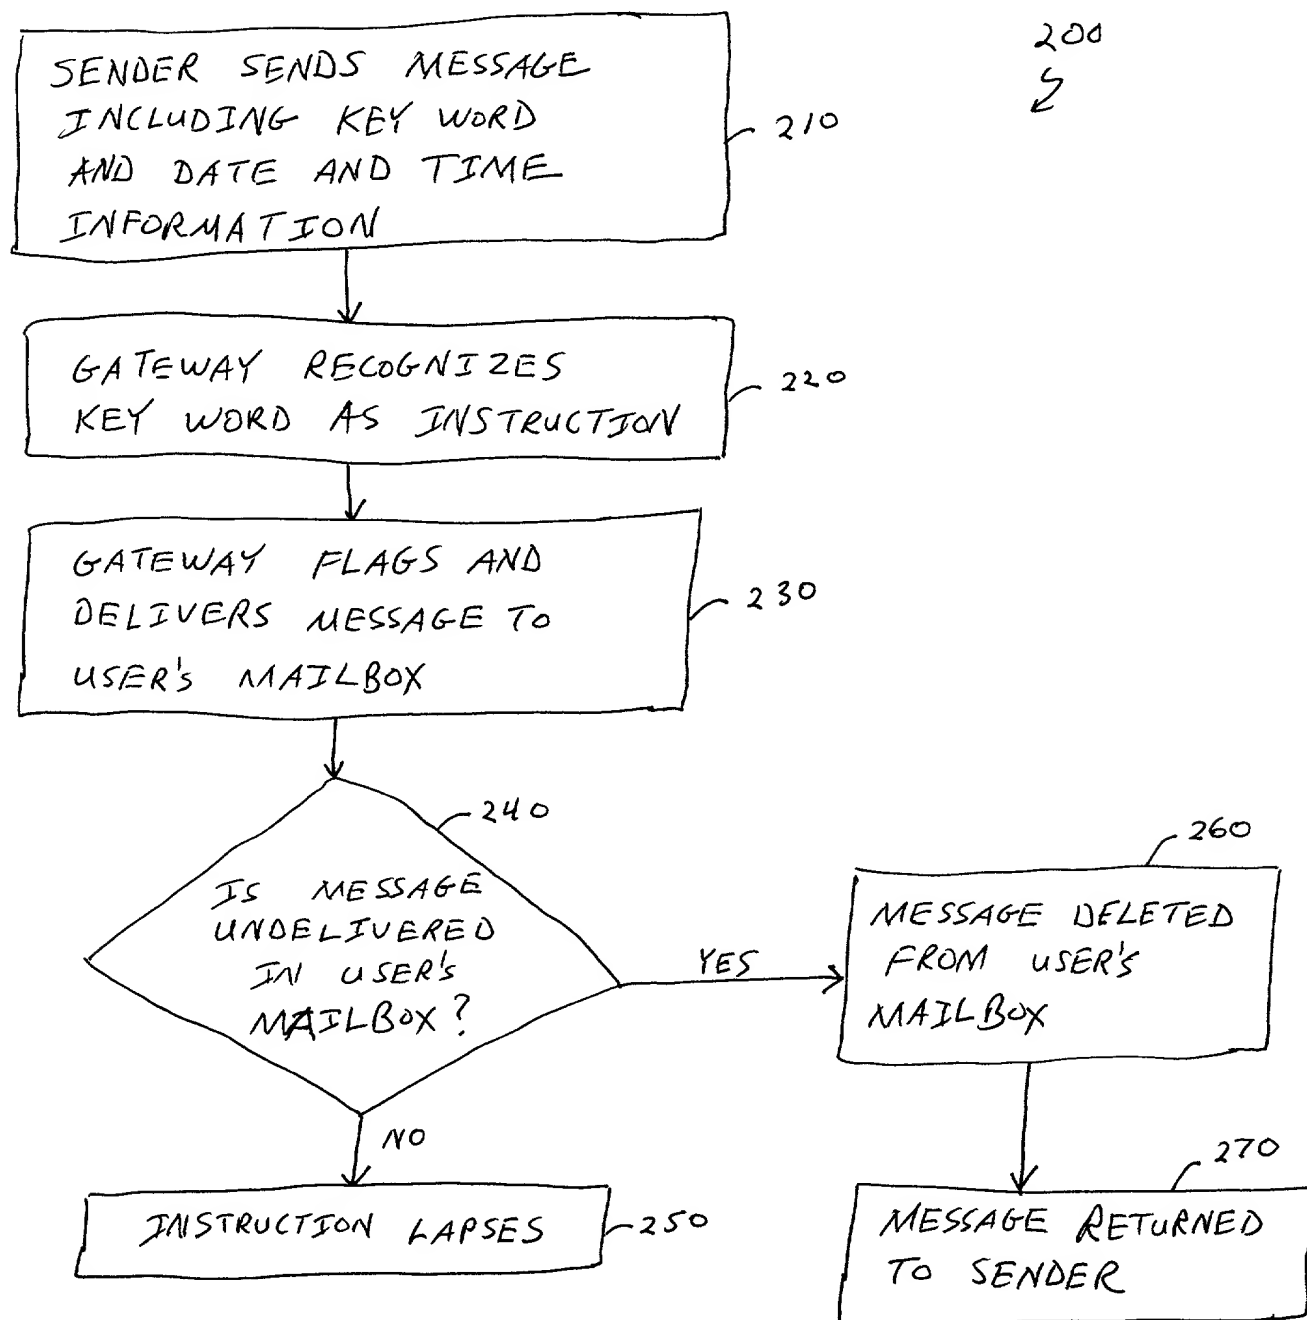 200
SENDER SENDS MESSAGE
INCLUDING KEY WORD
AND DATE AND TIME
INFORMATION
210
GATEWAY RECOGNIZES
KEY WORD AS INSTRUCTION
220
GATEWAY FLAGS AND
DELIVERS MESSAGE TO
USER'S MAILBOX
230
240
IS MESSAGE
UNDELIVERED
IN USER'S
MAILBOX?
YES
NO
260
MESSAGE DELETED
FROM USER'S
MAILBOX
INSTRUCTION LAPSES
250
270
MESSAGE RETURNED
TO SENDER